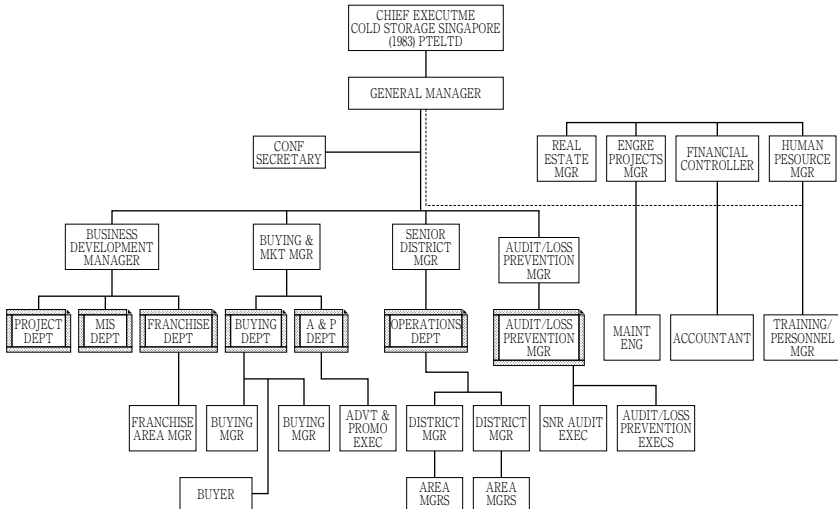 CHIEF EXECUTME
COLD STORAGE SINGAPORE
(1983) PTELTD
GENERAL MANAGER
CONF
SECRETARY
REAL
ESTATE
MGR
ENGRE
PROJECTS
MGR
FINANCIAL
CONTROLLER
HUMAN
PESOURCE
MGR
BUSINESS
DEVELOPMENT
MANAGER
BUYING &
MKT MGR
SENIOR
DISTRICT
MGR
AUDIT/LOSS
PREVENTION
MGR
PROJECT
DEPT
MIS
DEPT
FRANCHISE
DEPT
BUYING
DEPT
A & P
DEPT
OPERATIONS
DEPT
AUDIT/LOSS
PREVENTION
MGR
MAINT
ENG
ACCOUNTANT
TRAINING/
PERSONNEL
MGR
FRANCHISE
AREA MGR
BUYING
MGR
BUYING
MGR
ADVT &
PROMO
EXEC
DISTRICT
MGR
DISTRICT
MGR
SNR AUDIT
EXEC
AUDIT/LOSS
PREVENTION
EXECS
BUYER
AREA
MGRS
AREA
MGRS